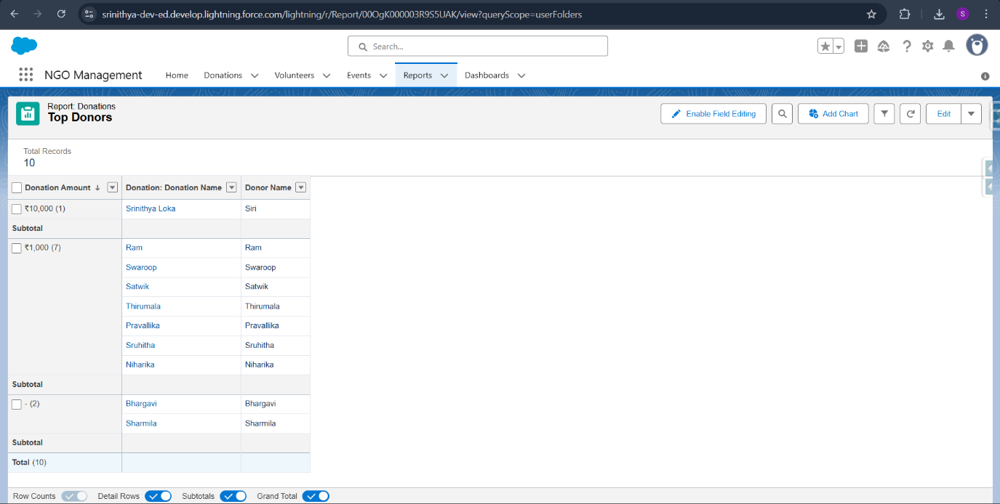 srinithya-dev-ed.develop.lightning.force.com/lightning/r/Report/00OgK000003R9S5UAK/view?queryScope=userFolders
S
Search...
NGO Management Home Donations Volunteers Events Reports Dashboards
Report: Donations
Top Donors
Enable Field Editing Add Chart Edit
Total Records
10
Donation Amount ↓ Donation: Donation Name Donor Name
₹10,000 (1) Srinithya Loka Siri
Subtotal
₹1,000 (7) Ram Ram
Swaroop Swaroop
Satwik Satwik
Thirumala Thirumala
Pravallika Pravallika
Sruhitha Sruhitha
Niharika Niharika
Subtotal
- (2) Bhargavi Bhargavi
Sharmila Sharmila
Subtotal
Total (10)
Row Counts Detail Rows Subtotals Grand Total